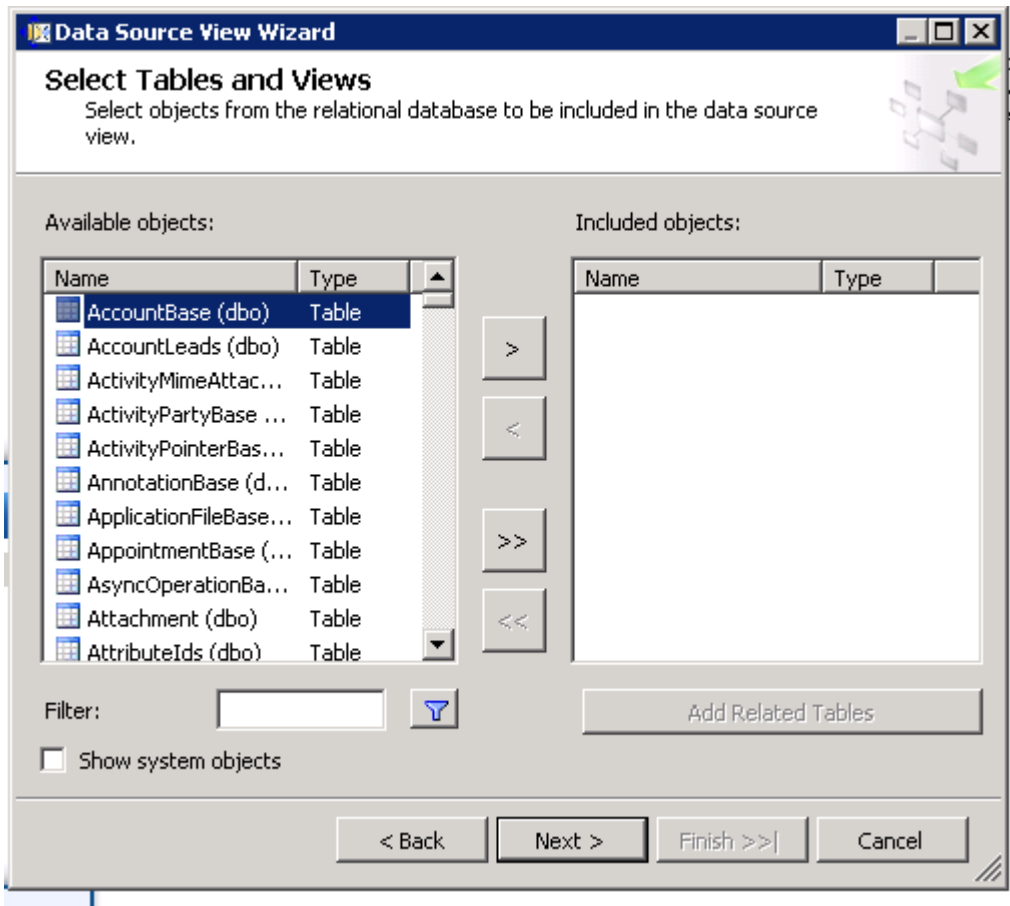 Data Source View Wizard
Select Tables and Views
Select objects from the relational database to be included in the data source
view.
Available objects:
Included objects:
Name Type
Name Type
AccountBase (dbo) Table
AccountLeads (dbo) Table
ActivityMimeAttac... Table
ActivityPartyBase ... Table
ActivityPointerBas... Table
AnnotationBase (d... Table
ApplicationFileBase... Table
AppointmentBase (... Table
AsyncOperationBa... Table
Attachment (dbo) Table
AttributeIds (dbo) Table
>
<
>>
<<
Filter:
Add Related Tables
Show system objects
< Back Next > Finish >>| Cancel